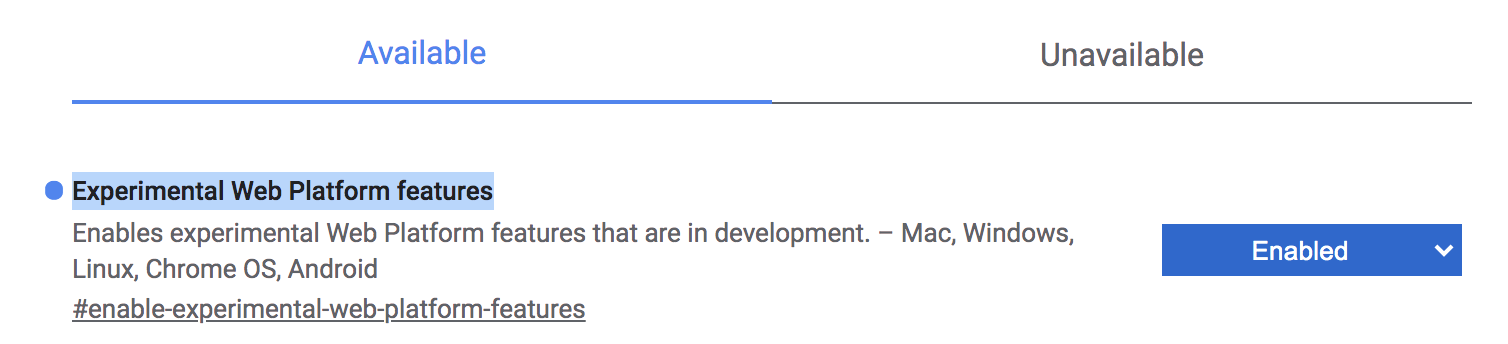 Available
Unavailable
Experimental Web Platform features
Enables experimental Web Platform features that are in development. – Mac, Windows,
Linux, Chrome OS, Android
Enabled
#enable-experimental-web-platform-features